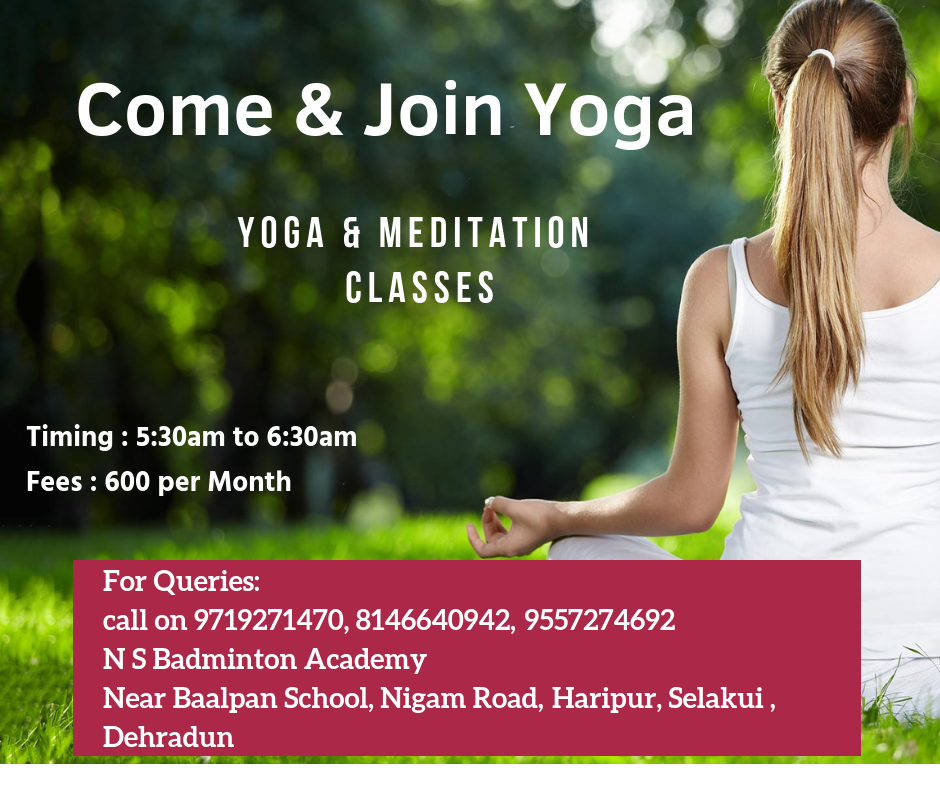 Come & Join Yoga
YOGA & MEDITATION
CLASSES
Timing : 5:30am to 6:30am
Fees : 600 per Month
For Queries:
call on 9719271470, 8146640942, 9557274692
N S Badminton Academy
Near Baalpan School, Nigam Road, Haripur, Selakui ,
Dehradun